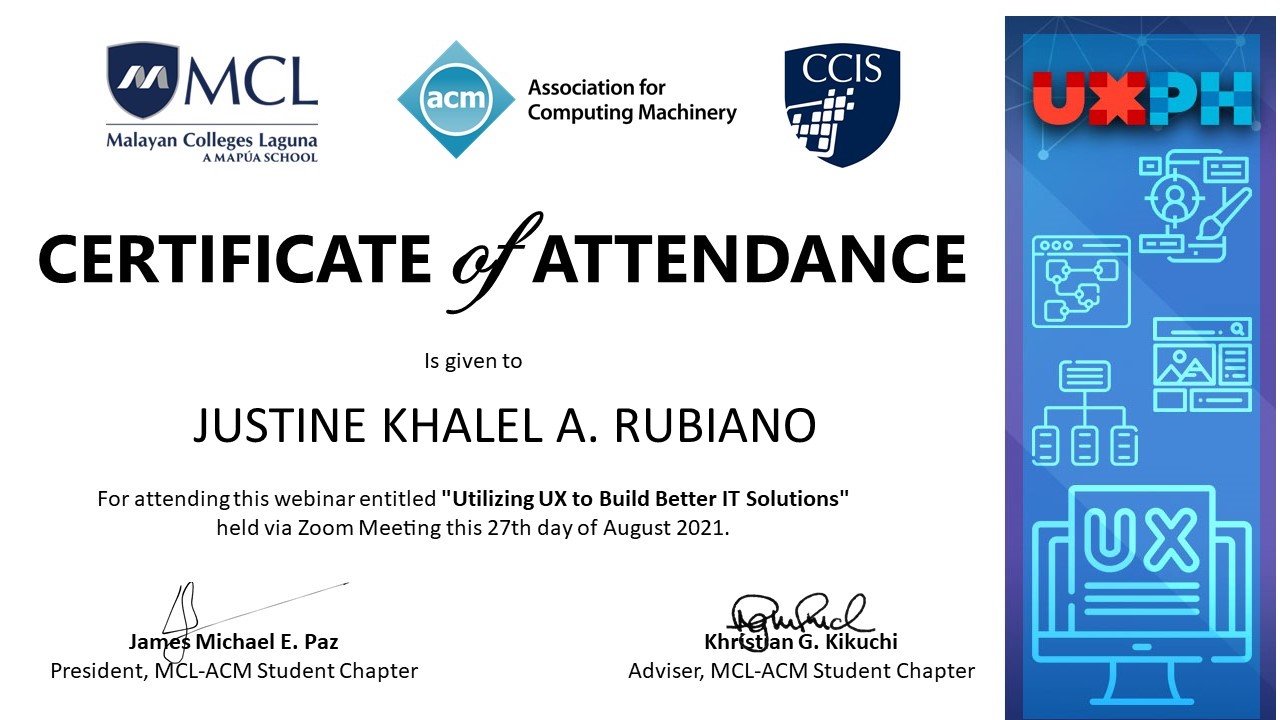 MCL
Malayan Colleges Laguna
A MAPÚA SCHOOL
acm
Association for
Computing Machinery
CCIS
UXPH
CERTIFICATE of ATTENDANCE
Is given to
JUSTINE KHALEL A. RUBIANO
For attending this webinar entitled "Utilizing UX to Build Better IT Solutions"
held via Zoom Meeting this 27th day of August 2021.
James Michael E. Paz
President, MCL-ACM Student Chapter
Khristian G. Kikuchi
Adviser, MCL-ACM Student Chapter
UX